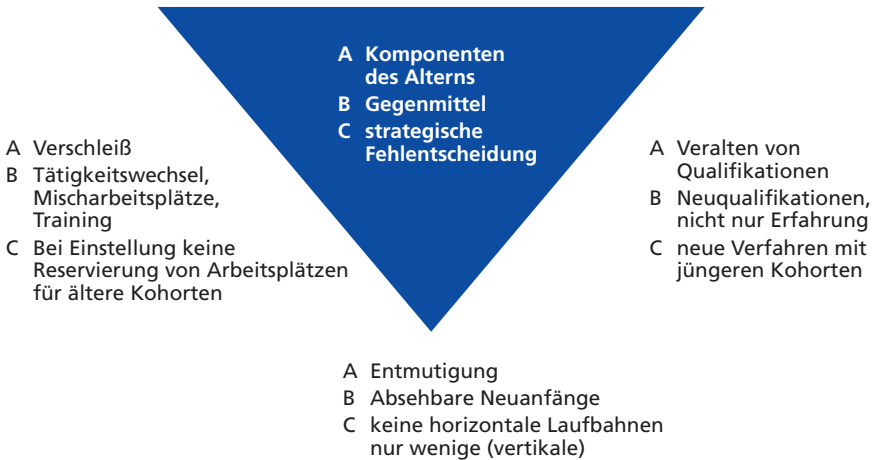 A Komponenten
des Alterns
B Gegenmittel
C strategische
Fehlentscheidung
A Verschleiß
B Tätigkeitswechsel,
Mischarbeitsplätze,
Training
C Bei Einstellung keine
Reservierung von Arbeitsplätzen
für ältere Kohorten
A Veralten von
Qualifikationen
B Neuqualifikationen,
nicht nur Erfahrung
C neue Verfahren mit
jüngeren Kohorten
A Entmutigung
B Absehbare Neuanfänge
C keine horizontale Laufbahnen
nur wenige (vertikale)